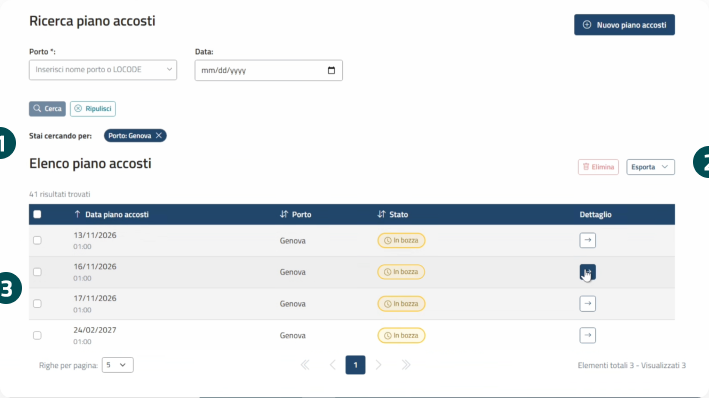 Ricerca piano accosti
Nuovo piano accosti
Porto *:
Data:
Inserisci nome porto o LOCODE
mm/dd/yyyy
Cerca
Ripulisci
1
Stai cercando per:
Porto: Genova
Elenco piano accosti
Elimina
Esporta
2
41 risultati trovati
Data piano accosti
Porto
Stato
Dettaglio
13/11/2026
01:00
Genova
In bozza
16/11/2026
01:00
Genova
In bozza
3
17/11/2026
01:00
Genova
In bozza
24/02/2027
01:00
Genova
In bozza
Righe per pagina:
5
1
Elementi totali 3 - Visualizzati 3